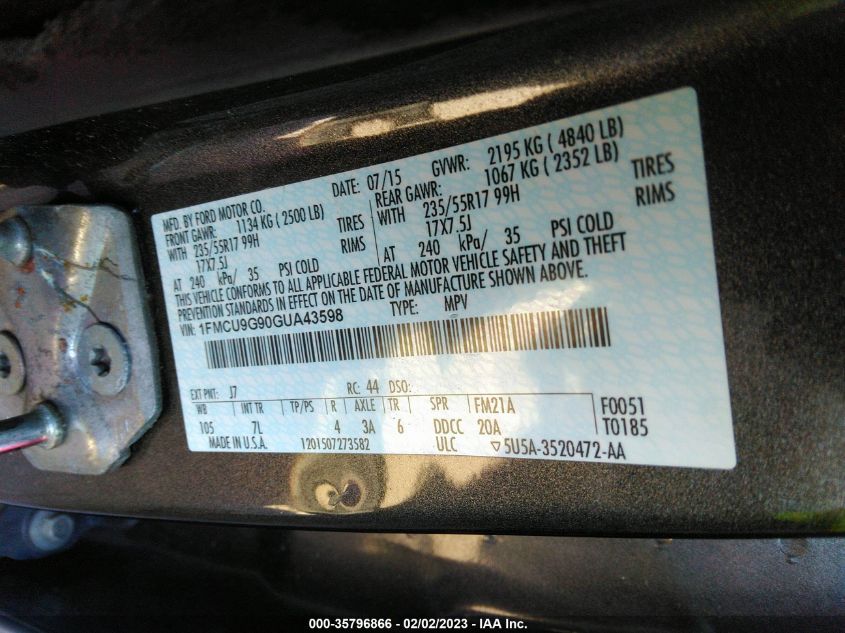 MFD. BY FORD MOTOR CO.
DATE: 07/15 GVWR: 2195 KG ( 4840 LB)
FRONT GAWR: 1134 KG ( 2500 LB) REAR GAWR: 1067 KG ( 2352 LB)
WITH 235/55R17 99H TIRES WITH 235/55R17 99H TIRES
17X7.5J RIMS 17X7.5J RIMS
AT 240 kPa/ 35 PSI COLD AT 240 kPa/ 35 PSI COLD
THIS VEHICLE CONFORMS TO ALL APPLICABLE FEDERAL MOTOR VEHICLE SAFETY AND THEFT
PREVENTION STANDARDS IN EFFECT ON THE DATE OF MANUFACTURE SHOWN ABOVE.
VIN: 1FMCU9G90GUA43598 TYPE: MPV
EXT PNT: J7 RC: 44 DSO:
WB INT TR TP/PS R AXLE TR SPR FM21A F0051
105 7L 4 3A 6 DDCC 20A T0185
MADE IN U.S.A. 1201507273582 ULC ▽5U5A-3520472-AA
000-35796866 - 02/02/2023 - IAA Inc.